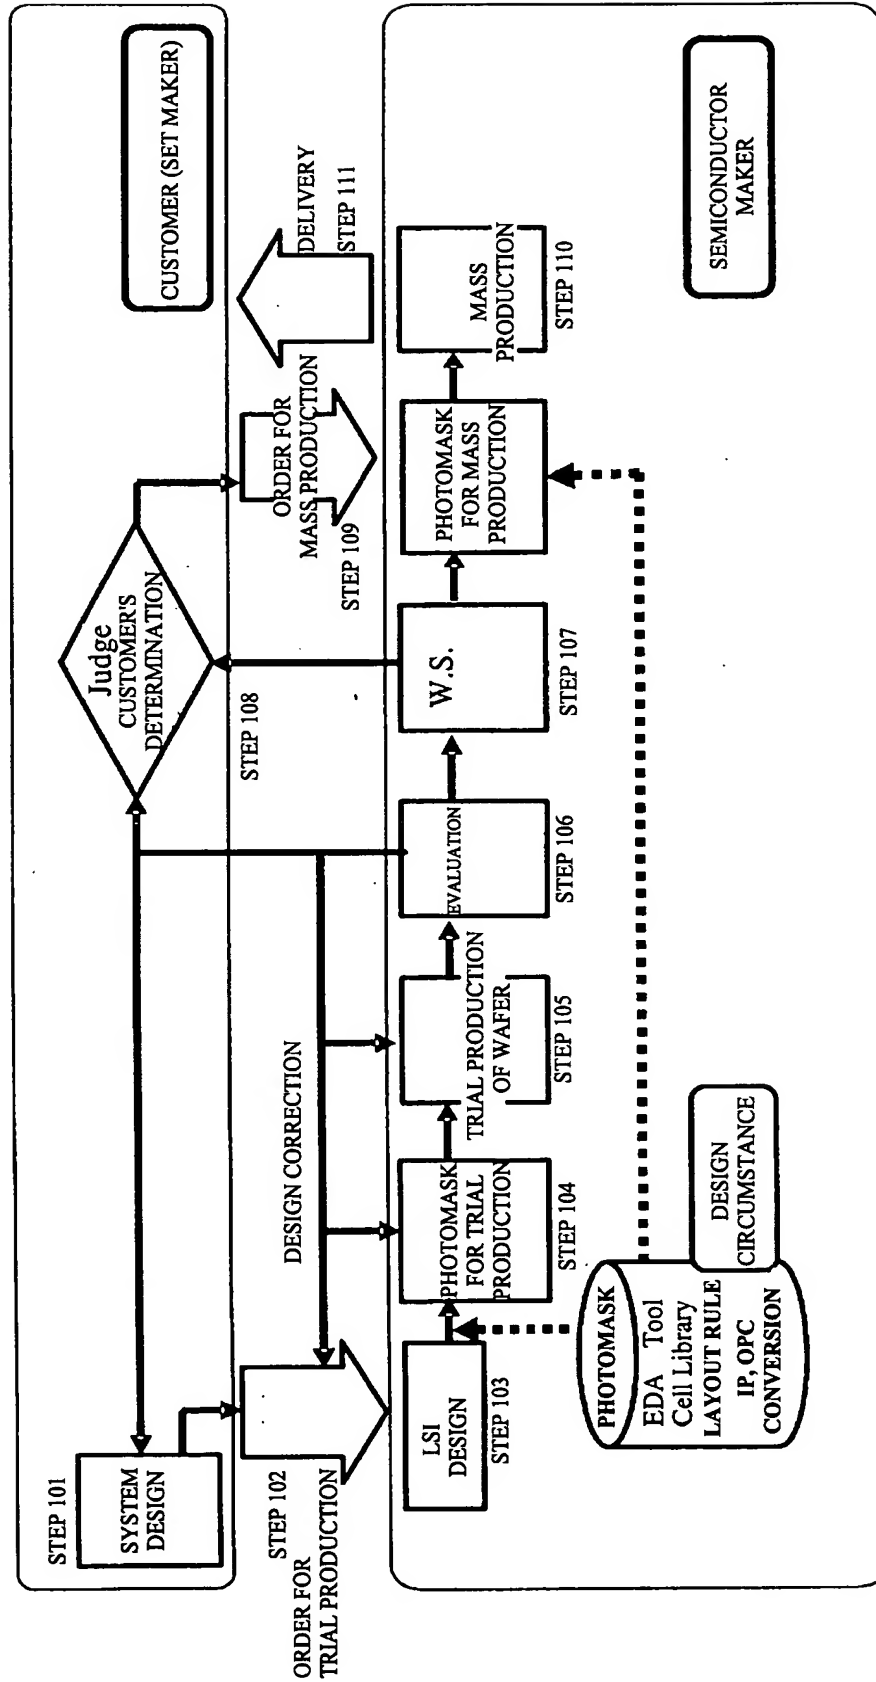 CUSTOMER (SET MAKER)
STEP 101
SYSTEM
DESIGN
Judge
CUSTOMER'S
DETERMINATION
STEP 108
STEP 102
ORDER FOR
TRIAL PRODUCTION
DESIGN CORRECTION
ORDER FOR
MASS PRODUCTION
STEP 109
DELIVERY
STEP 111
LSI
DESIGN
STEP 103
PHOTOMASK
FOR TRIAL
PRODUCTION
STEP 104
TRIAL PRODUCTION
OF WAFER
STEP 105
EVALUATION
STEP 106
W.S.
STEP 107
PHOTOMASK
FOR MASS
PRODUCTION
MASS
PRODUCTION
STEP 110
PHOTOMASK
EDA Tool
Cell Library
LAYOUT RULE
IP, OPC
CONVERSION
DESIGN
CIRCUMSTANCE
SEMICONDUCTOR
MAKER